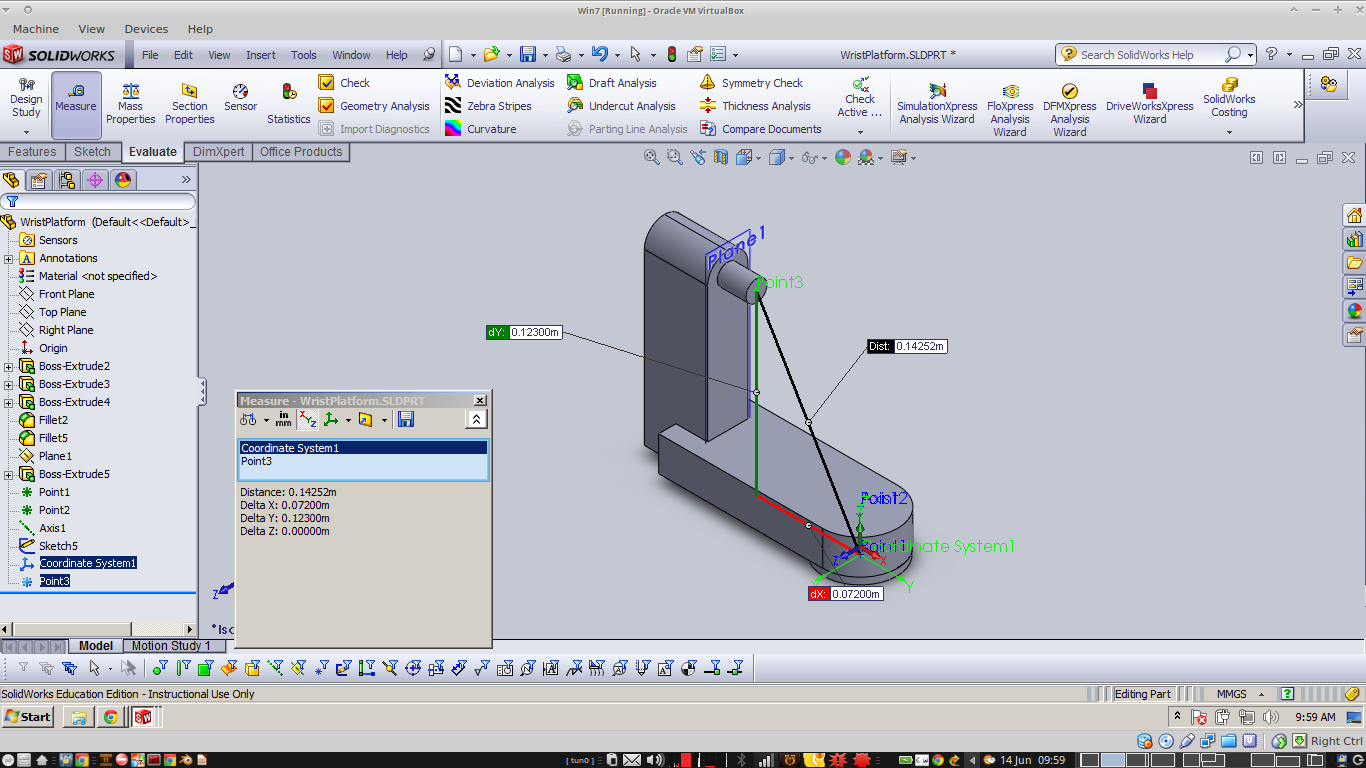 Win7 [Running] - Oracle VM VirtualBox
Machine View Devices Help
SOLIDWORKS File Edit View Insert Tools Window Help WristPlatform.SLDPRT * Search SolidWorks Help
Design Study
Measure
Mass Properties
Section Properties
Sensor
Statistics
Check
Geometry Analysis
Import Diagnostics
Deviation Analysis
Zebra Stripes
Curvature
Draft Analysis
Undercut Analysis
Parting Line Analysis
Symmetry Check
Thickness Analysis
Compare Documents
Check Active ...
SimulationXpress Analysis Wizard
FloXpress Analysis Wizard
DFMXpress Analysis Wizard
DriveWorksXpress Wizard
SolidWorks Costing
Features Sketch Evaluate DimXpert Office Products
WristPlatform (Default<<Default>_
Sensors
Annotations
Material <not specified>
Front Plane
Top Plane
Right Plane
Origin
Boss-Extrude2
Boss-Extrude3
Boss-Extrude4
Fillet2
Fillet5
Plane1
Boss-Extrude5
Point1
Point2
Axis1
Sketch5
Coordinate System1
Point3
Plane1
Point3
dY: 0.12300m
Dist: 0.14252m
dX: 0.07200m
Z
X
Y
Z
Measure - WristPlatform.SLDPRT
in
mm
XYZ
Coordinate System1
Point3
Distance: 0.14252m
Delta X: 0.07200m
Delta Y: 0.12300m
Delta Z: 0.00000m
Model Motion Study 1
SolidWorks Education Edition - Instructional Use Only
Editing Part MMGS
Start 9:59 AM
Right Ctrl
[ tun0 ] 14 Jun 09:59